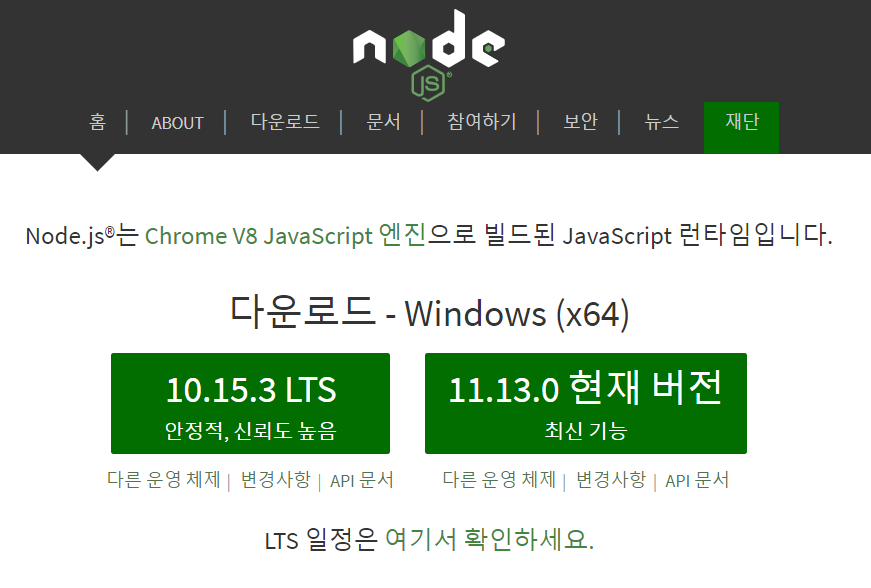 node
JS®
홈 | ABOUT | 다운로드 | 문서 | 참여하기 | 보안 | 뉴스 재단
Node.js®는 Chrome V8 JavaScript 엔진으로 빌드된 JavaScript 런타임입니다.
다운로드 - Windows (x64)
10.15.3 LTS
안정적, 신뢰도 높음
11.13.0 현재 버전
최신 기능
다른 운영 체제 | 변경사항 | API 문서
다른 운영 체제 | 변경사항 | API 문서
LTS 일정은 여기서 확인하세요.